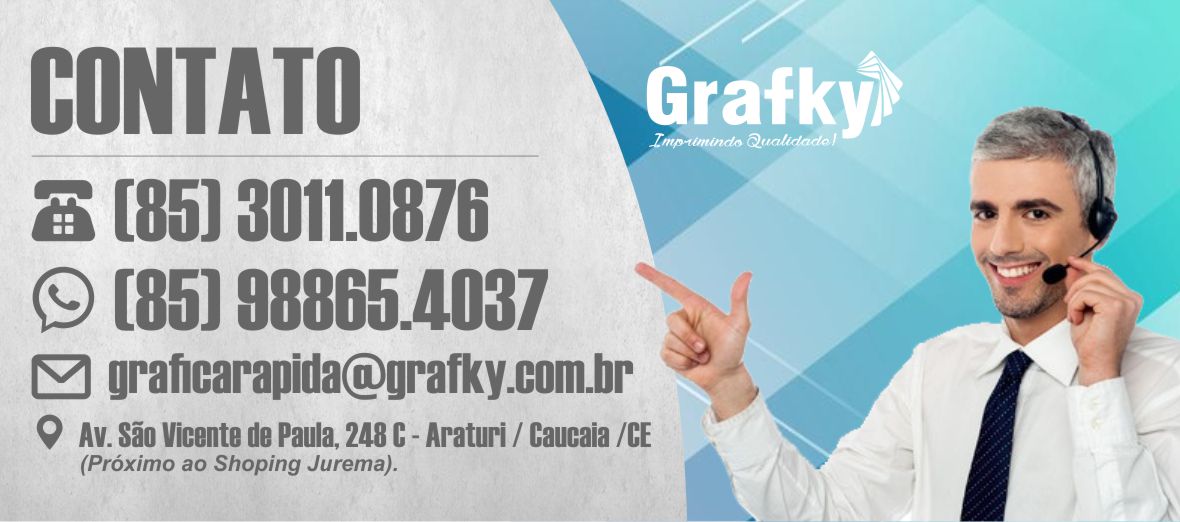 CONTATO
(85) 3011.0876
(85) 98865.4037
graficarapida@grafky.com.br
Av. São Vicente de Paula, 248 C - Araturi / Caucaia /CE
(Próximo ao Shoping Jurema).
Grafky
Imprimindo Qualidade!